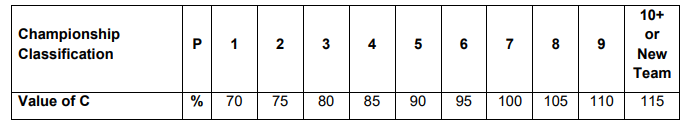 Championship Classification P 1 2 3 4 5 6 7 8 9 10+ or New Team
Value of C % 70 75 80 85 90 95 100 105 110 115